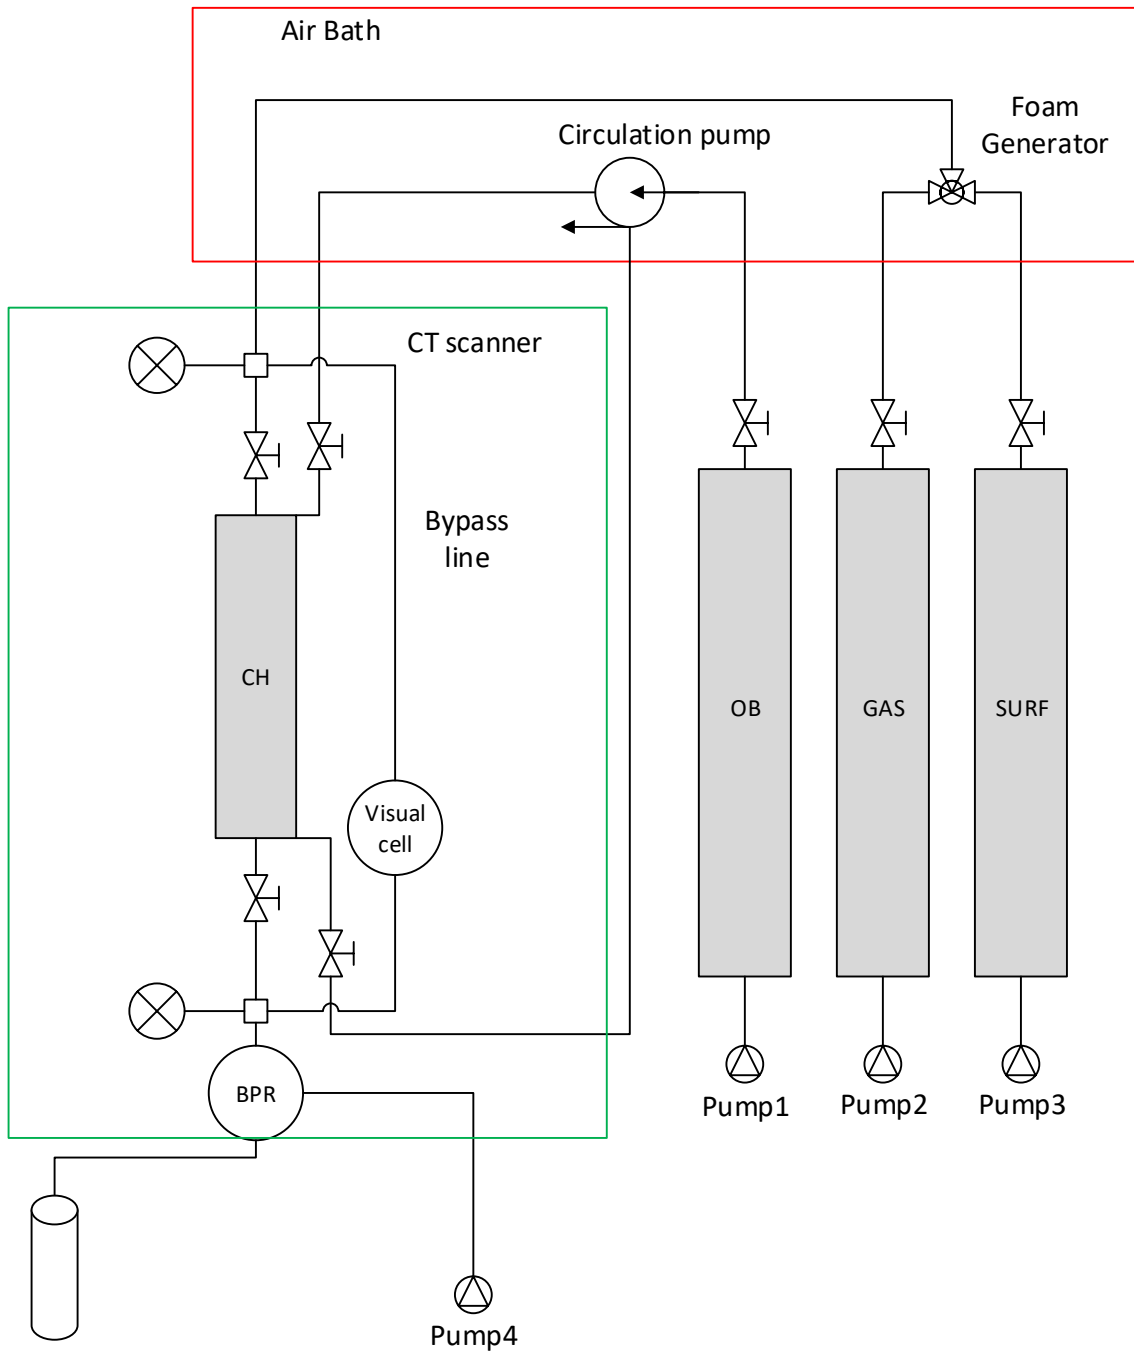 Air Bath
Foam
Generator
Circulation pump
CT scanner
Bypass
line
CH
OB
GAS
SURF
Visual
cell
BPR
Pump1
Pump2
Pump3
Pump4